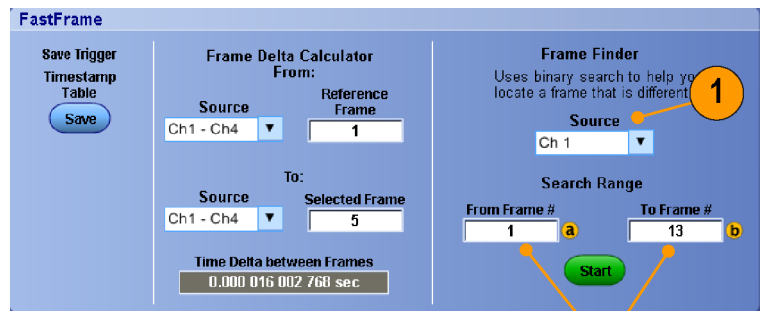 FastFrame
Save Trigger
Timestamp
Table
Save
Frame Delta Calculator
From:
Source
Reference
Frame
Ch1 - Ch4
1
To:
Source
Selected Frame
Ch1 - Ch4
5
Time Delta between Frames
0.000 016 002 768 sec
Frame Finder
Uses binary search to help
locate a frame that is different
1
Source
Ch 1
Search Range
From Frame #
To Frame #
1
a
13
b
Start